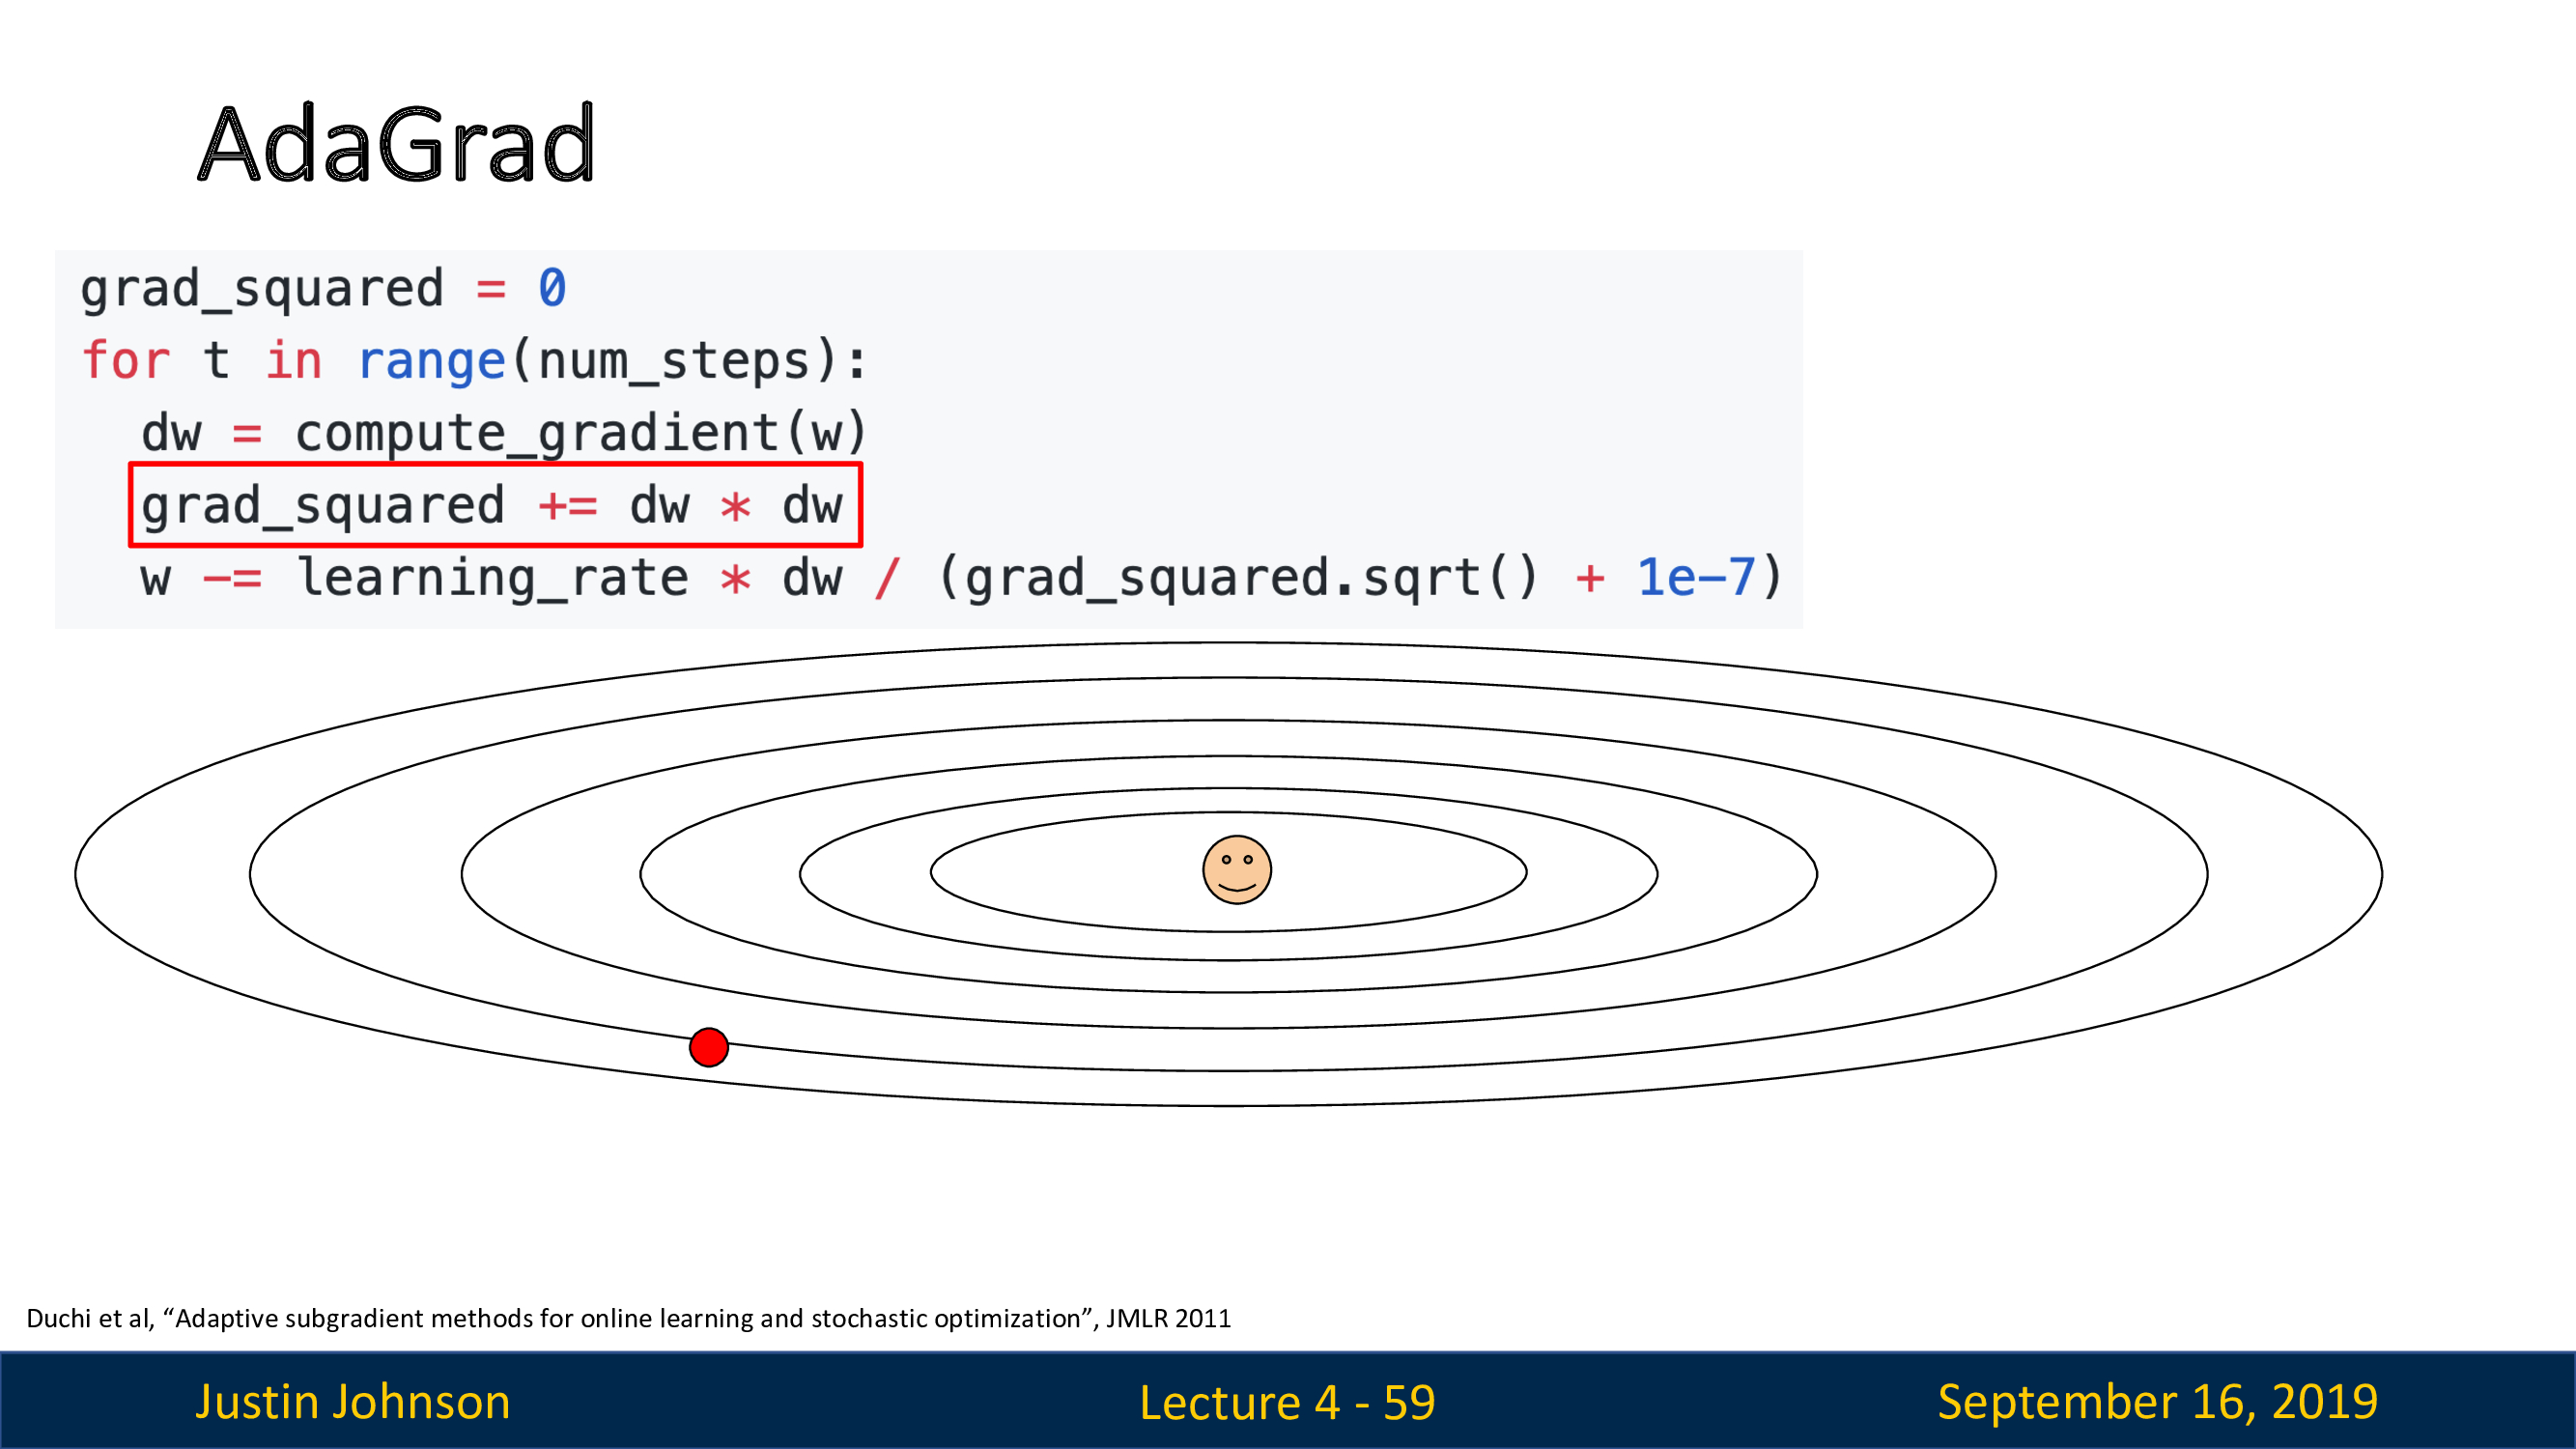 AdaGrad
grad_squared = 0
for t in range(num_steps):
dw = compute_gradient(w)
grad_squared += dw * dw
w -= learning_rate * dw / (grad_squared.sqrt() + 1e-7)
Duchi et al, “Adaptive subgradient methods for online learning and stochastic optimization”, JMLR 2011
Justin Johnson
Lecture 4 - 59
September 16, 2019